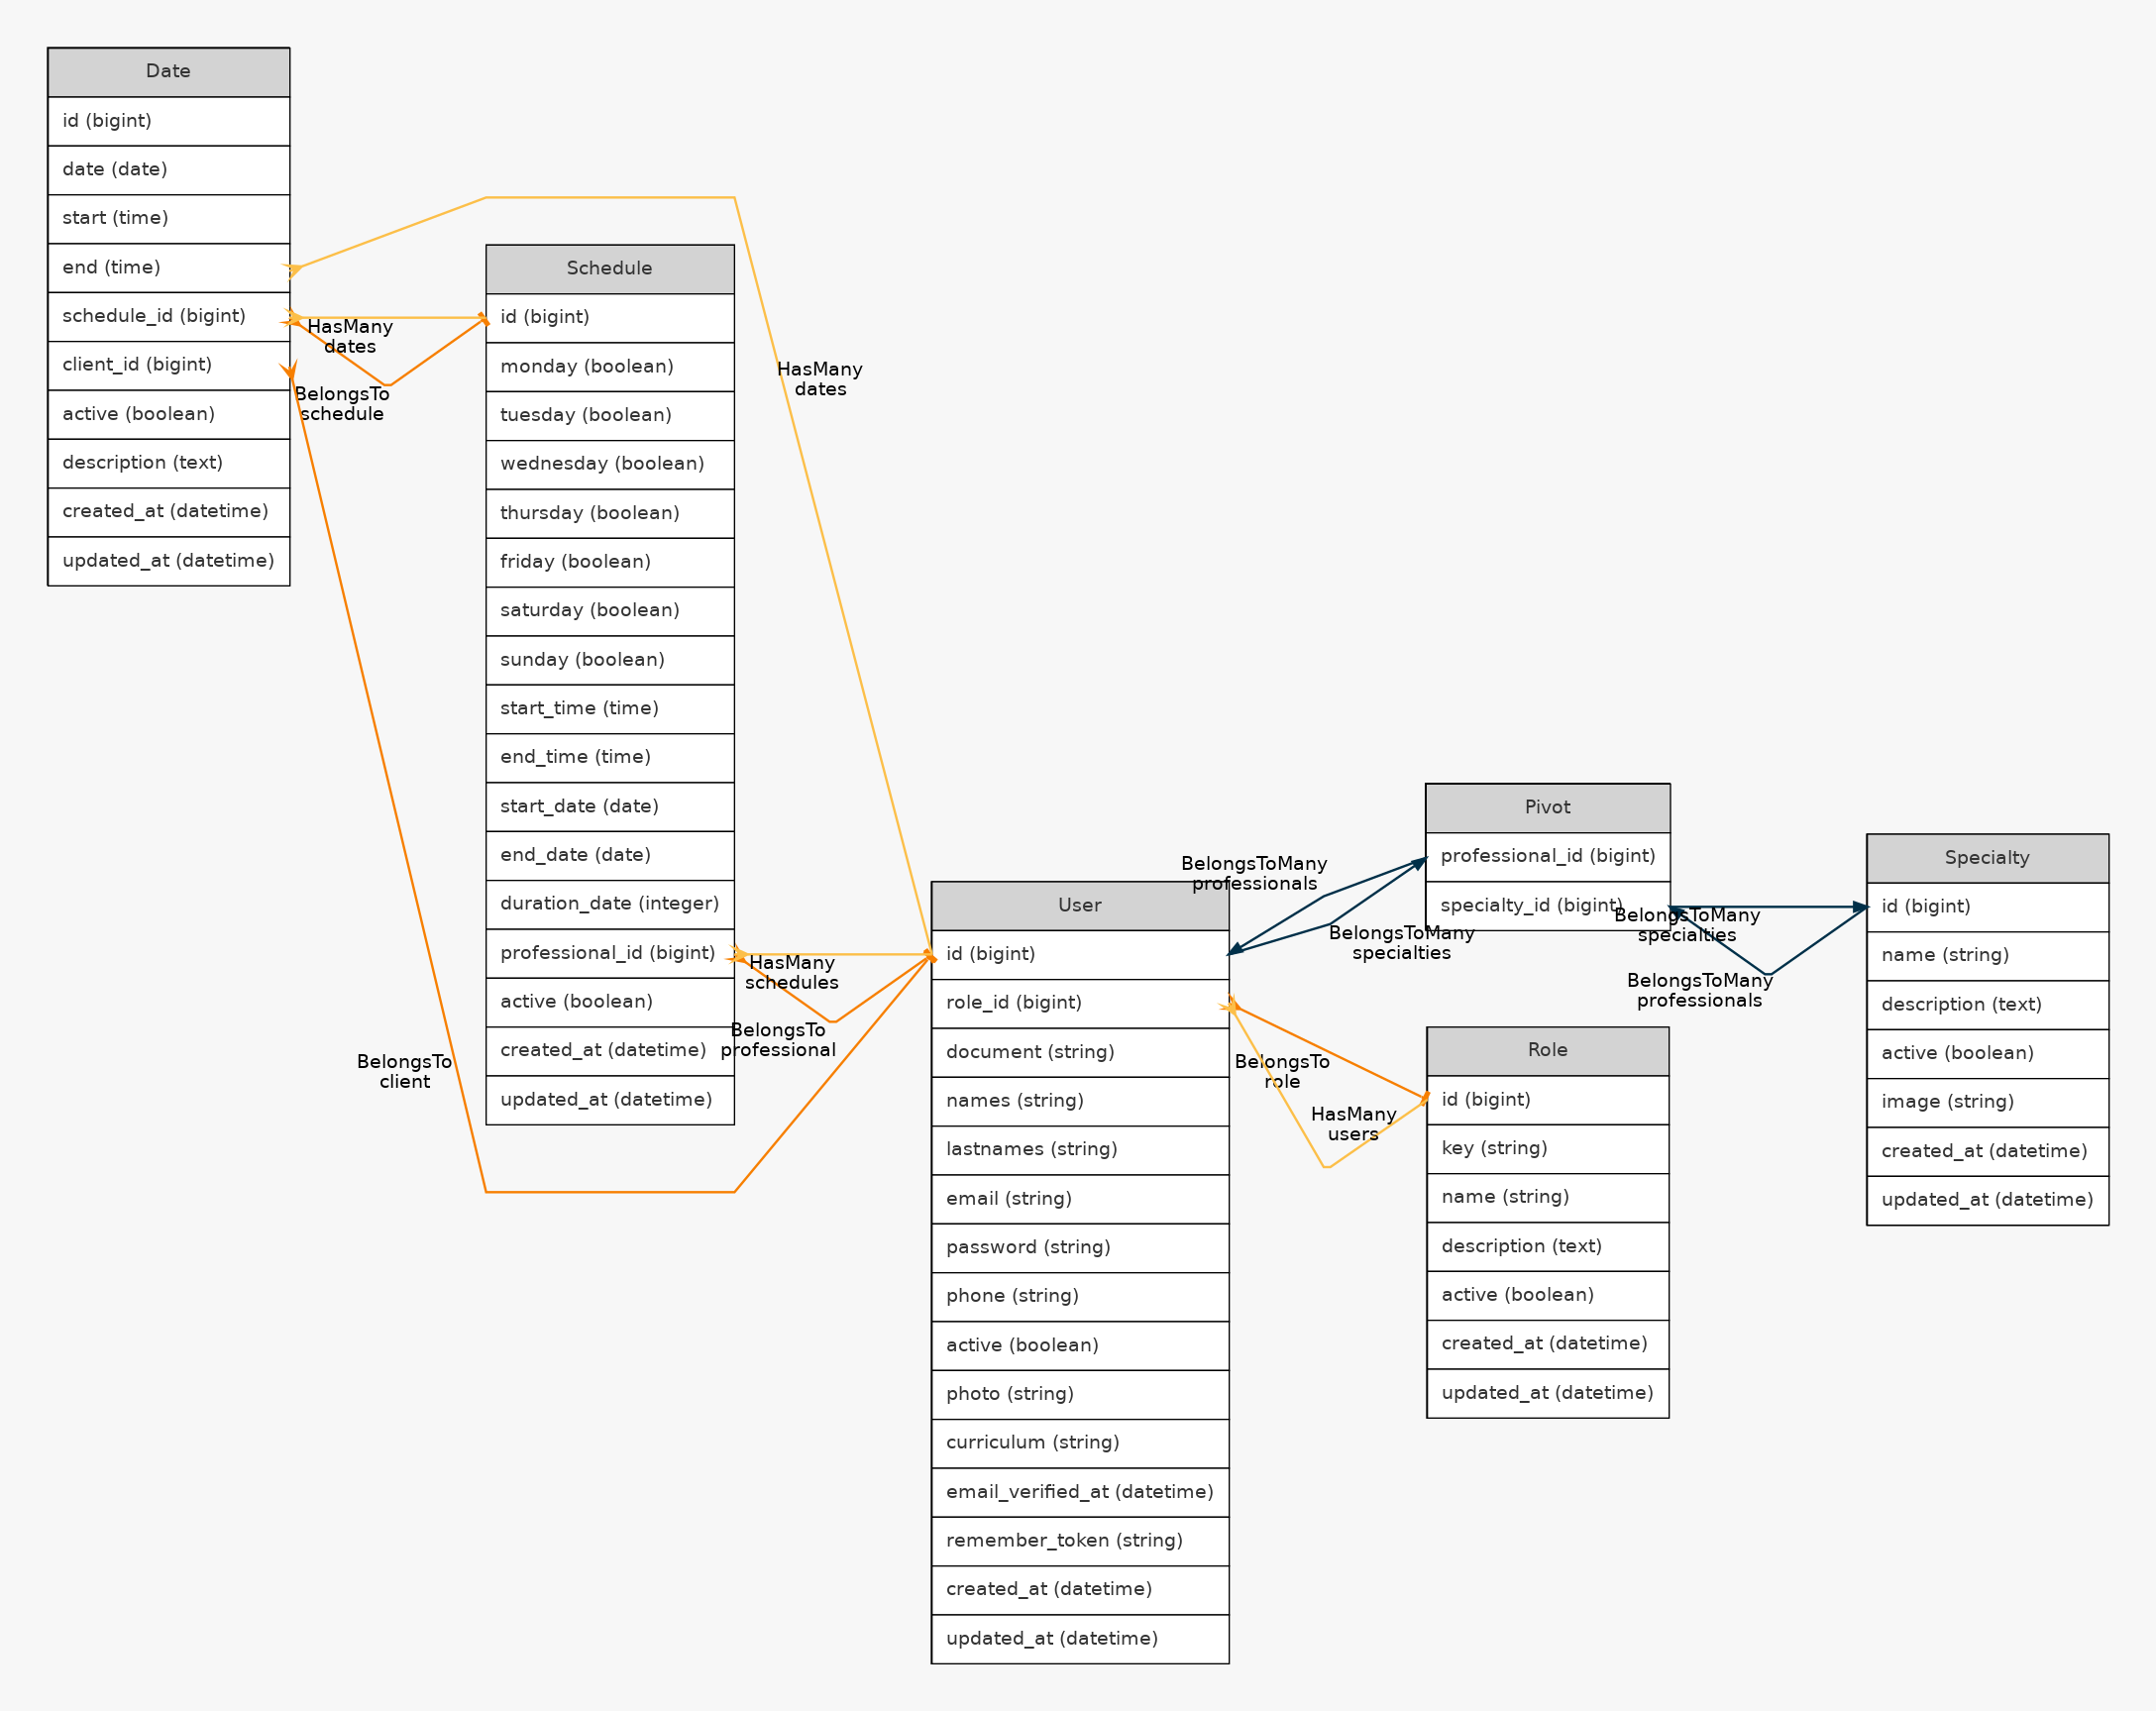 Date
id (bigint)
date (date)
start (time)
end (time)
schedule_id (bigint)
client_id (bigint)
active (boolean)
description (text)
created_at (datetime)
updated_at (datetime)
HasMany
dates
BelongsTo
schedule
BelongsTo
client
Schedule
id (bigint)
monday (boolean)
tuesday (boolean)
wednesday (boolean)
thursday (boolean)
friday (boolean)
saturday (boolean)
sunday (boolean)
start_time (time)
end_time (time)
start_date (date)
end_date (date)
duration_date (integer)
professional_id (bigint)
active (boolean)
created_at (datetime)
updated_at (datetime)
HasMany
dates
HasMany
schedules
BelongsTo
professional
User
id (bigint)
role_id (bigint)
document (string)
names (string)
lastnames (string)
email (string)
password (string)
phone (string)
active (boolean)
photo (string)
curriculum (string)
email_verified_at (datetime)
remember_token (string)
created_at (datetime)
updated_at (datetime)
BelongsToMany
professionals
BelongsToMany
specialties
BelongsTo
role
HasMany
users
Pivot
professional_id (bigint)
specialty_id (bigint)
Role
id (bigint)
key (string)
name (string)
description (text)
active (boolean)
created_at (datetime)
updated_at (datetime)
BelongsToMany
specialties
BelongsToMany
professionals
Specialty
id (bigint)
name (string)
description (text)
active (boolean)
image (string)
created_at (datetime)
updated_at (datetime)